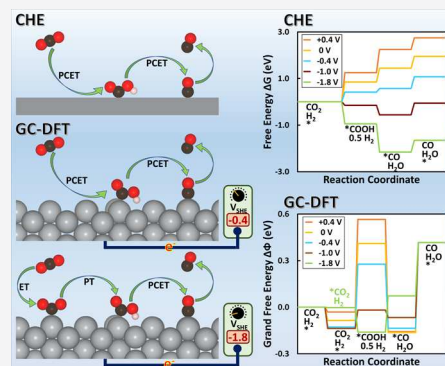 CHE
PCET
PCET
PCET
GC-DFT
PCET
PCET
PCET
V_SHE
-0.4
e⁻
ET
PT
PCET
V_SHE
-1.8
e⁻
CHE
Free Energy ΔG (eV)
3.0
1.0
-1.0
-3.0
+0.4 V
0 V
-0.4 V
-1.0 V
-1.8 V
CO₂
H₂
*
*COOH
0.5 H₂
*CO
H₂O
CO
H₂O
*
Reaction Coordinate
GC-DFT
Grand Free Energy ΔΦ (eV)
0.6
0.3
0.0
-0.3
+0.4 V
0 V
-0.4 V
-1.0 V
-1.8 V
CO₂
H₂
*
*CO₂
H₂
*COOH
0.5 H₂
*CO
H₂O
CO
H₂O
*
Reaction Coordinate